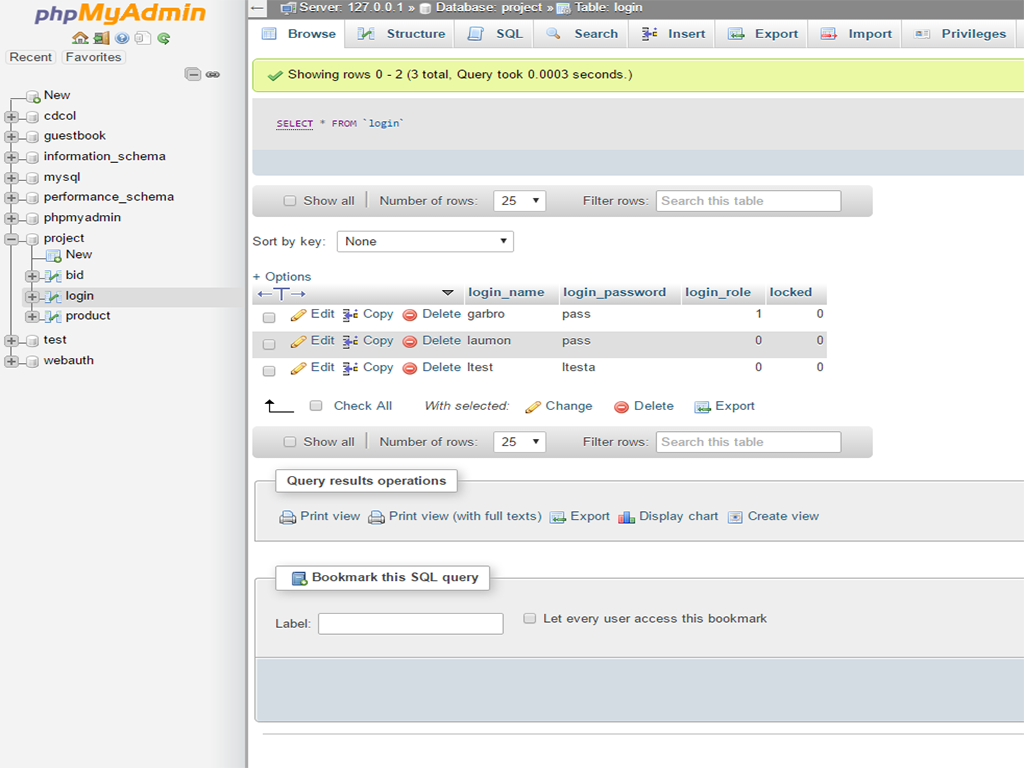 phpMyAdmin
Recent Favorites
New
cdcol
guestbook
information_schema
mysql
performance_schema
phpmyadmin
project
New
bid
login
product
test
webauth
Server: 127.0.0.1 » Database: project » Table: login
Browse Structure SQL Search Insert Export Import Privileges
Showing rows 0 - 2 (3 total, Query took 0.0003 seconds.)
SELECT * FROM `login`
Show all Number of rows: 25 Filter rows: Search this table
Sort by key: None
+ Options
←T→ login_name login_password login_role locked
Edit Copy Delete garbro pass 1 0
Edit Copy Delete laumon pass 0 0
Edit Copy Delete ltest ltesta 0 0
Check All With selected: Change Delete Export
Show all Number of rows: 25 Filter rows: Search this table
Query results operations
Print view Print view (with full texts) Export Display chart Create view
Bookmark this SQL query
Label: Let every user access this bookmark